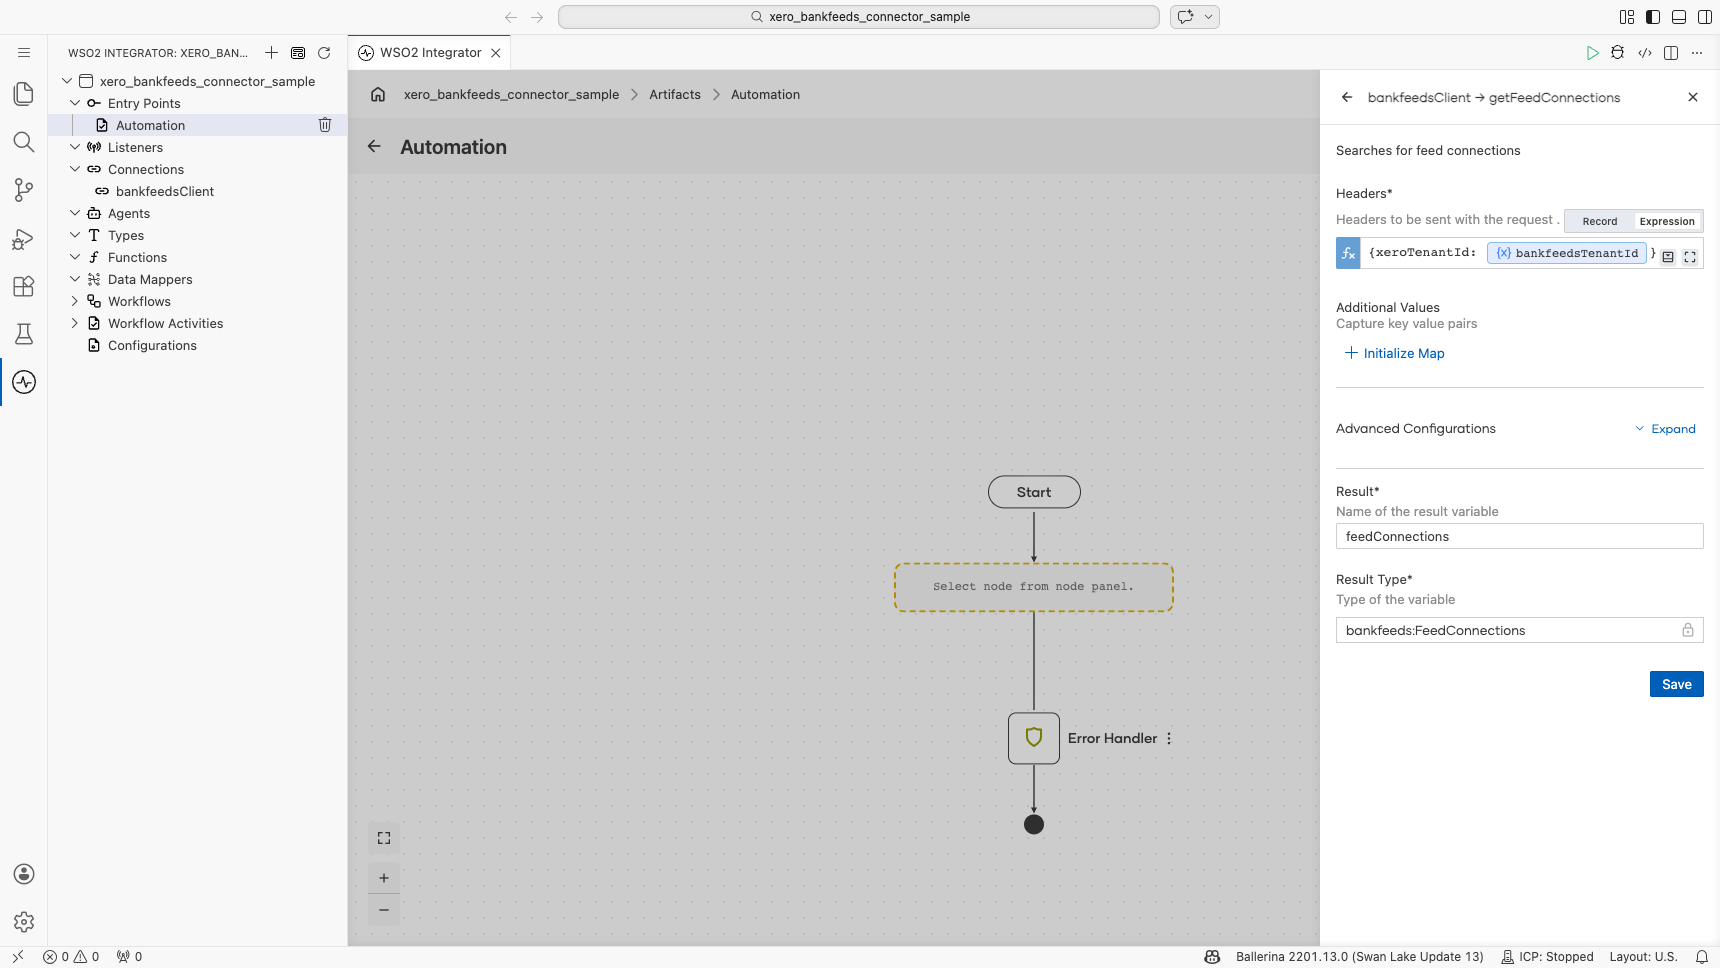 xero_bankfeeds_connector_sample
WSO2 INTEGRATOR: XERO_BAN...
xero_bankfeeds_connector_sample
Entry Points
Automation
Listeners
Connections
bankfeedsClient
Agents
Types
Functions
Data Mappers
Workflows
Workflow Activities
Configurations
WSO2 Integrator
xero_bankfeeds_connector_sample
Artifacts
Automation
Automation
Start
Select node from node panel.
Error Handler
bankfeedsClient → getFeedConnections
Searches for feed connections
Headers*
Headers to be sent with the request .
Record
Expression
fx {xeroTenantId: {x} bankfeedsTenantId }
Additional Values
Capture key value pairs
Initialize Map
Advanced Configurations
Expand
Result*
Name of the result variable
feedConnections
Result Type*
Type of the variable
bankfeeds:FeedConnections
Save
0 0 0
Ballerina 2201.13.0 (Swan Lake Update 13)
ICP: Stopped
Layout: U.S.